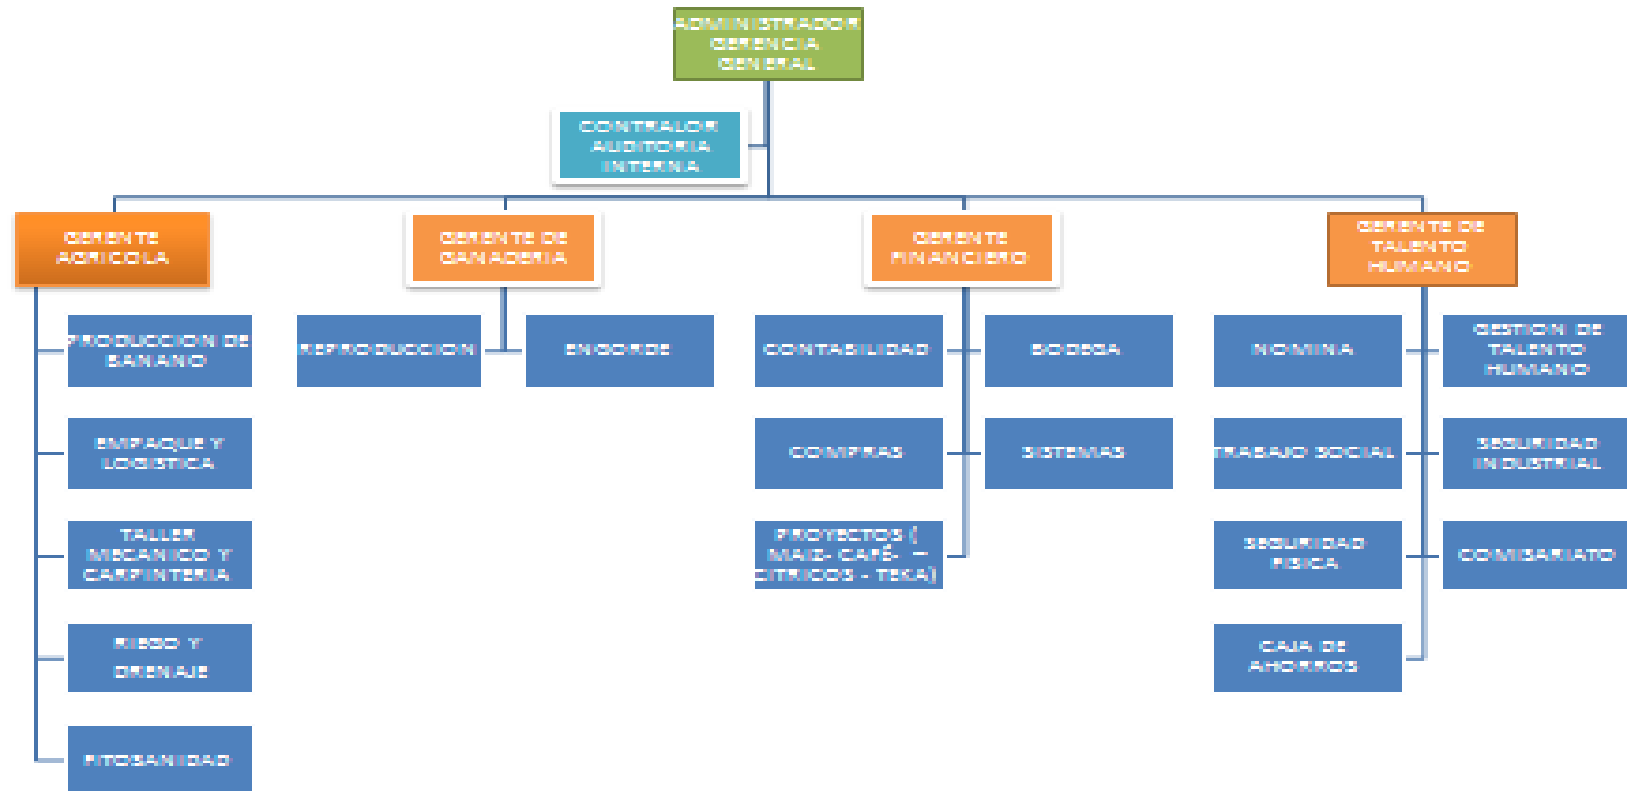 ADMINISTRADOR
GERENCIA
GENERAL
CONTRALOR
AUDITORIA
INTERNA
GERENTE
AGRICOLA
GERENTE DE
GANADERIA
GERENTE
FINANCIERO
GERENTE DE
TALENTO
HUMANO
PRODUCCION DE
BANANO
EMPAQUE Y
LOGISTICA
TALLER
MECANICO Y
CARPINTERIA
RIEGO Y
DRENAJE
FITOSANIDAD
REPRODUCCION
ENGORDE
CONTABILIDAD
BODEGA
COMPRAS
SISTEMAS
PROYECTOS (
MAIZ- CAFÉ- –
CITRICOS - TEKA)
NOMINA
GESTION DE
TALENTO
HUMANO
TRABAJO SOCIAL
SEGURIDAD
INDUSTRIAL
SEGURIDAD
FISICA
COMISARIATO
CAJA DE
AHORROS